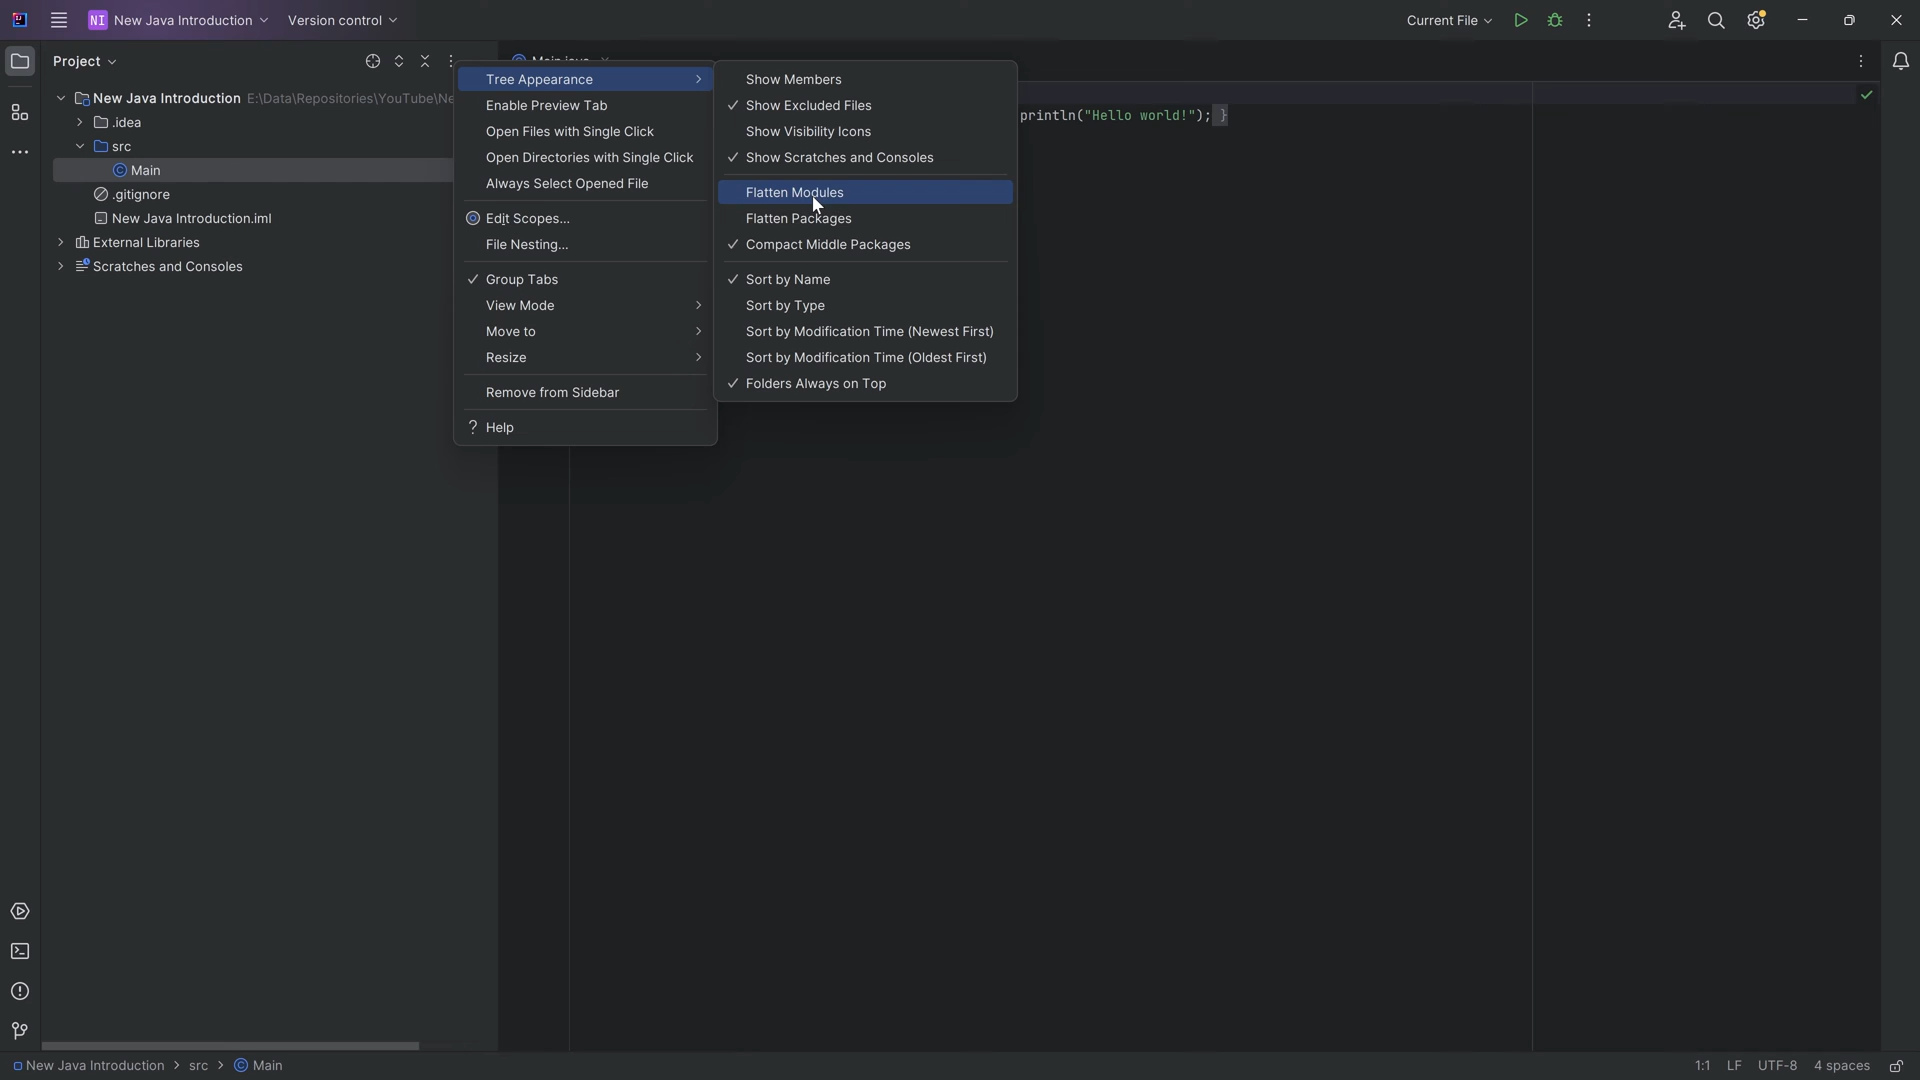 NI New Java Introduction Version control Current File
Project
New Java Introduction E:\Data\Repositories\YouTube\Ne
.idea
src
Main
.gitignore
New Java Introduction.iml
External Libraries
Scratches and Consoles
Main.java
println("Hello world!"); }
Tree Appearance
Enable Preview Tab
Open Files with Single Click
Open Directories with Single Click
Always Select Opened File
Edit Scopes...
File Nesting...
Group Tabs
View Mode
Move to
Resize
Remove from Sidebar
? Help
Show Members
Show Excluded Files
Show Visibility Icons
Show Scratches and Consoles
Flatten Modules
Flatten Packages
Compact Middle Packages
Sort by Name
Sort by Type
Sort by Modification Time (Newest First)
Sort by Modification Time (Oldest First)
Folders Always on Top
New Java Introduction > src > Main 1:1 LF UTF-8 4 spaces